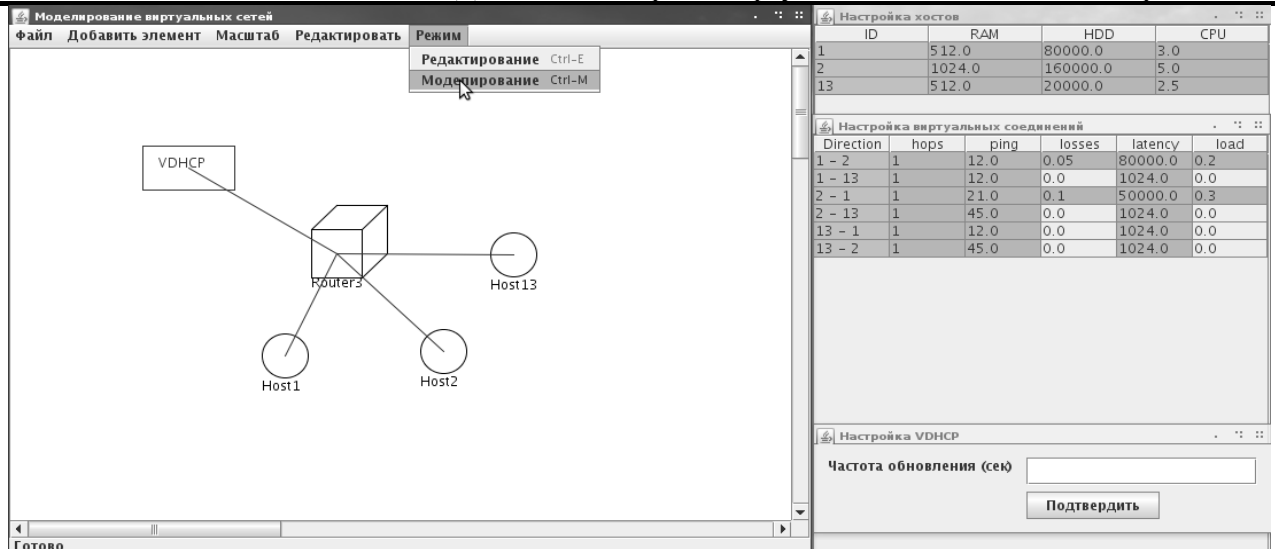 Моделирование виртуальных сетей
Файл Добавить элемент Масштаб Редактировать Режим
Редактирование Ctrl-E
Моделирование Ctrl-M
VDHCP
Router3
Host13
Host1
Host2
Готово
Настройка хостов
ID RAM HDD CPU
1 512.0 80000.0 3.0
2 1024.0 160000.0 5.0
13 512.0 20000.0 2.5
Настройка виртуальных соединений
Direction hops ping losses latency load
1 – 2 1 12.0 0.05 80000.0 0.2
1 – 13 1 12.0 0.0 1024.0 0.0
2 – 1 1 21.0 0.1 50000.0 0.3
2 – 13 1 45.0 0.0 1024.0 0.0
13 – 1 1 12.0 0.0 1024.0 0.0
13 – 2 1 45.0 0.0 1024.0 0.0
Настройка VDHCP
Частота обновления (сек)
Подтвердить